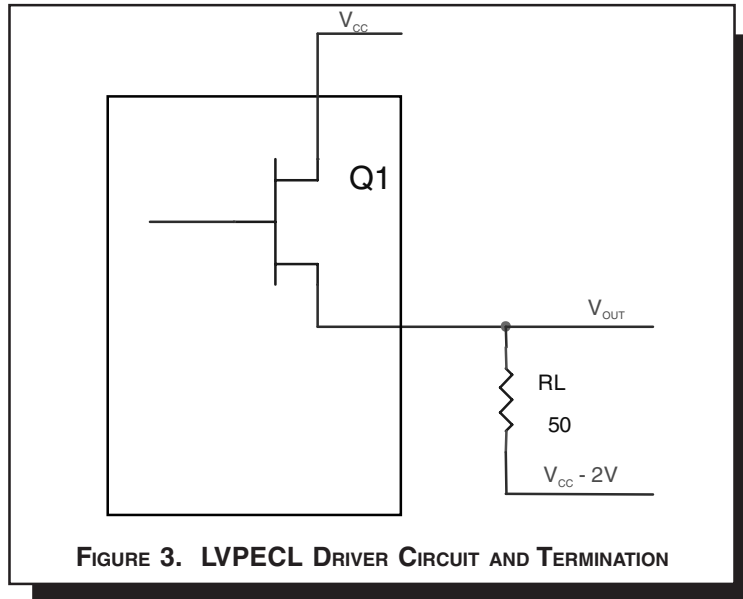 V_CC
Q1
V_OUT
RL
50
V_CC - 2V
FIGURE 3. LVPECL DRIVER CIRCUIT AND TERMINATION